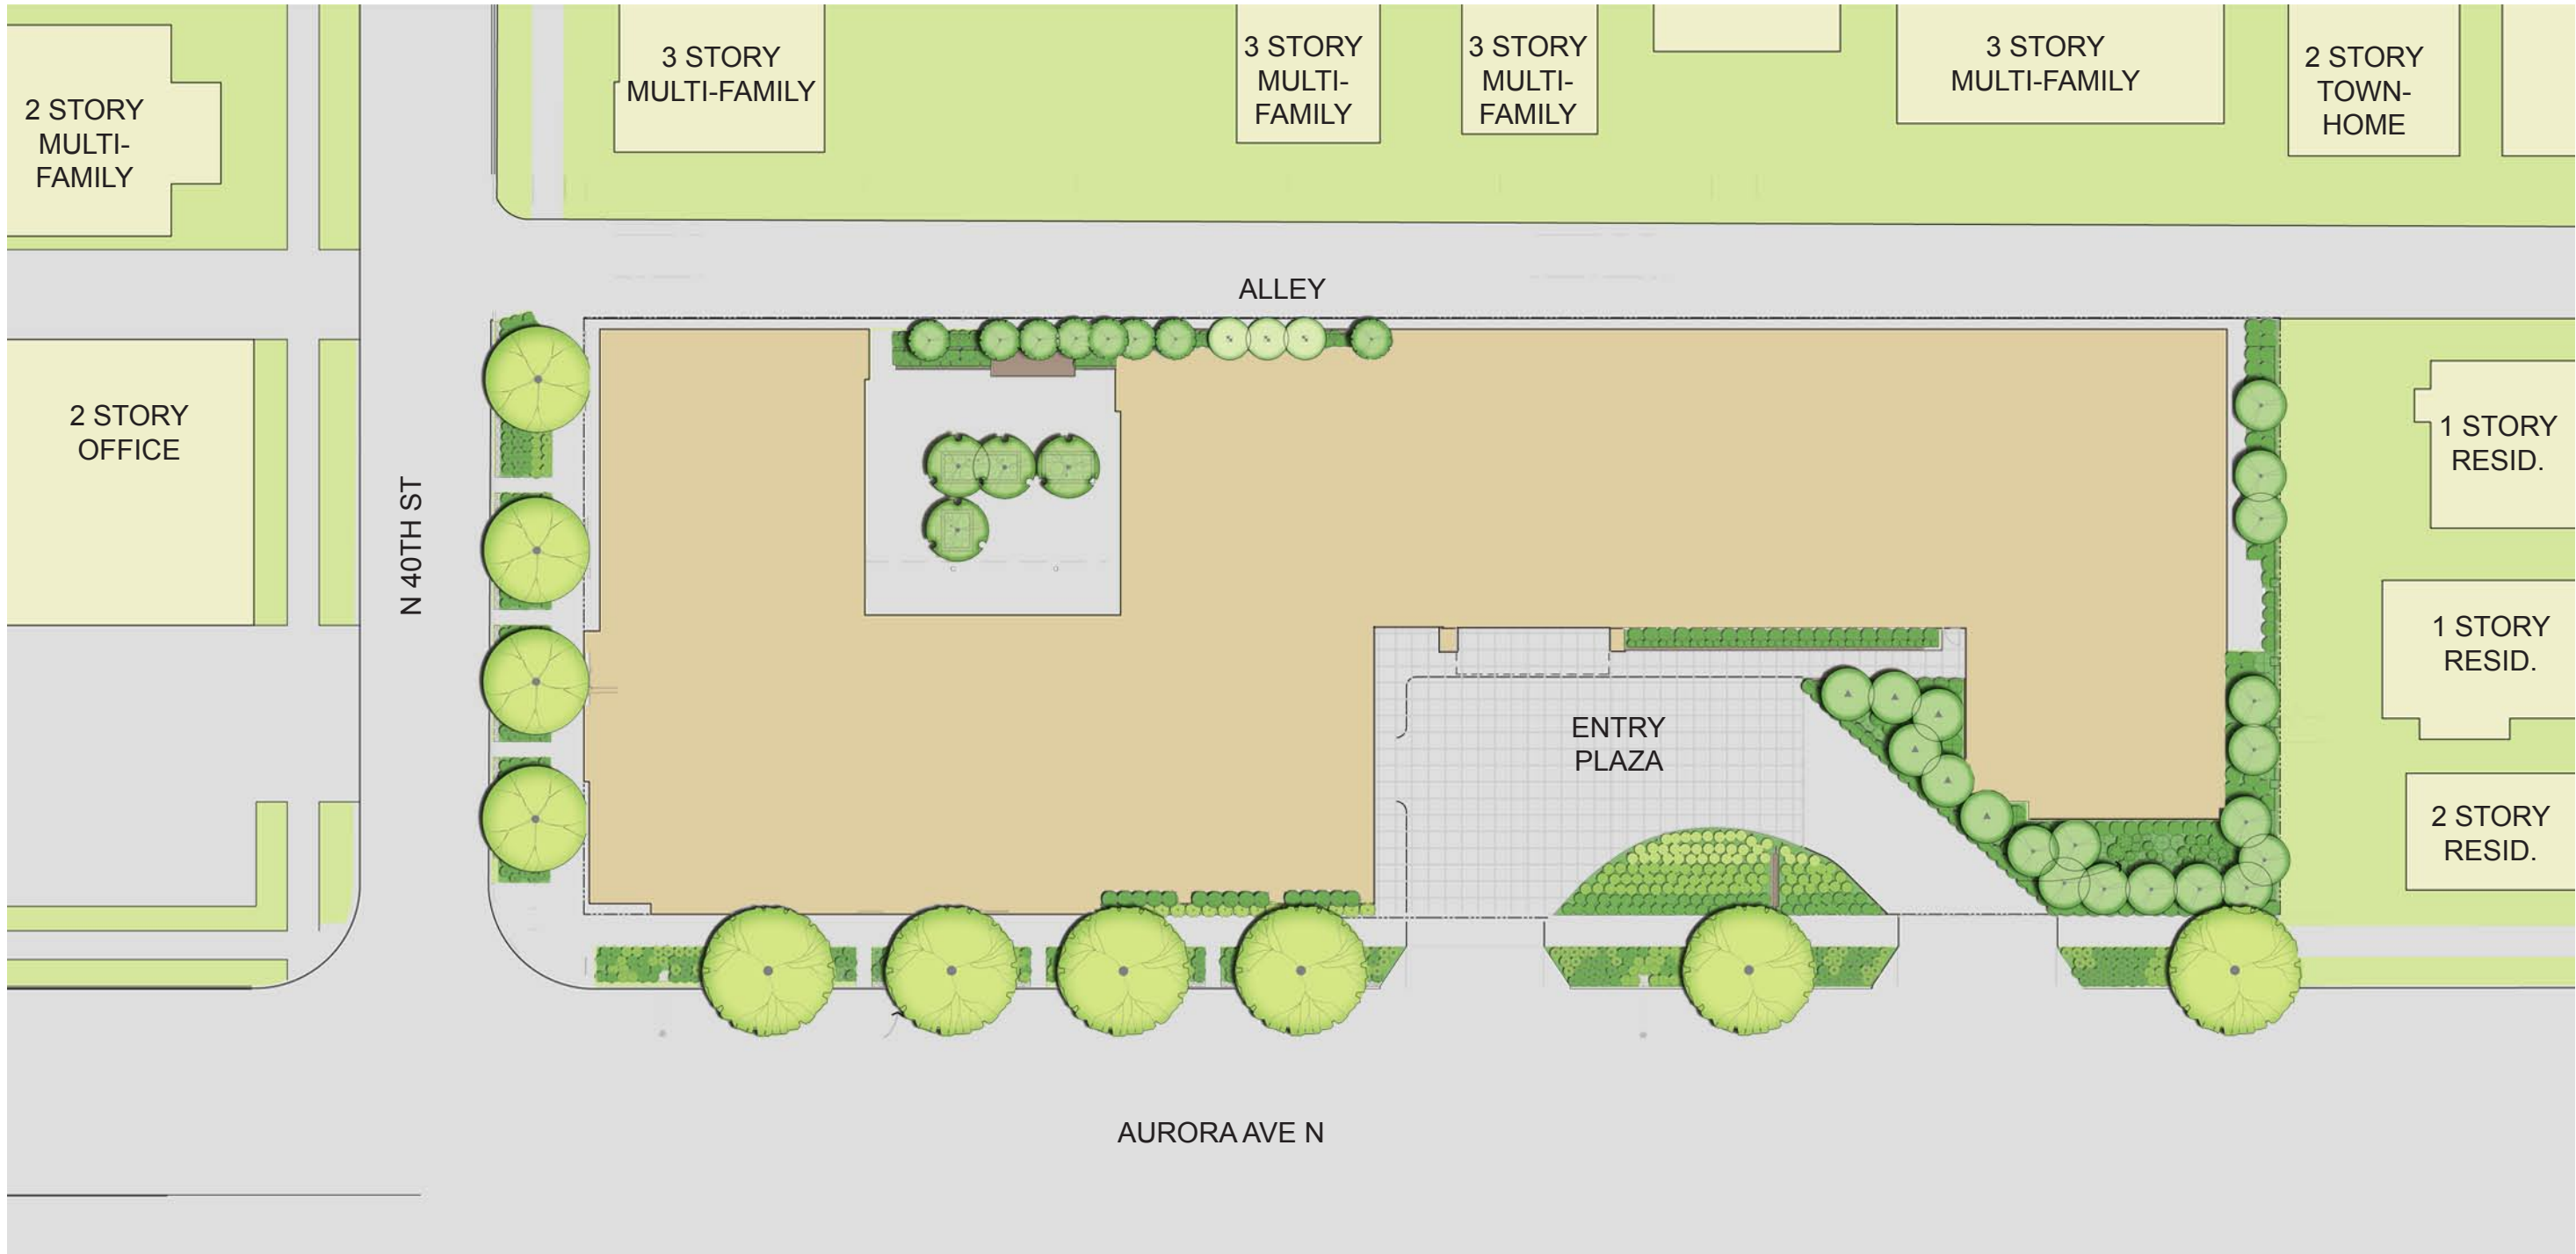 3 STORY
MULTI-FAMILY
3 STORY
MULTI-
FAMILY
3 STORY
MULTI-
FAMILY
3 STORY
MULTI-FAMILY
2 STORY
TOWN-
HOME
2 STORY
MULTI-
FAMILY
ALLEY
2 STORY
OFFICE
1 STORY
RESID.
N 40TH ST
1 STORY
RESID.
ENTRY
PLAZA
2 STORY
RESID.
AURORA AVE N